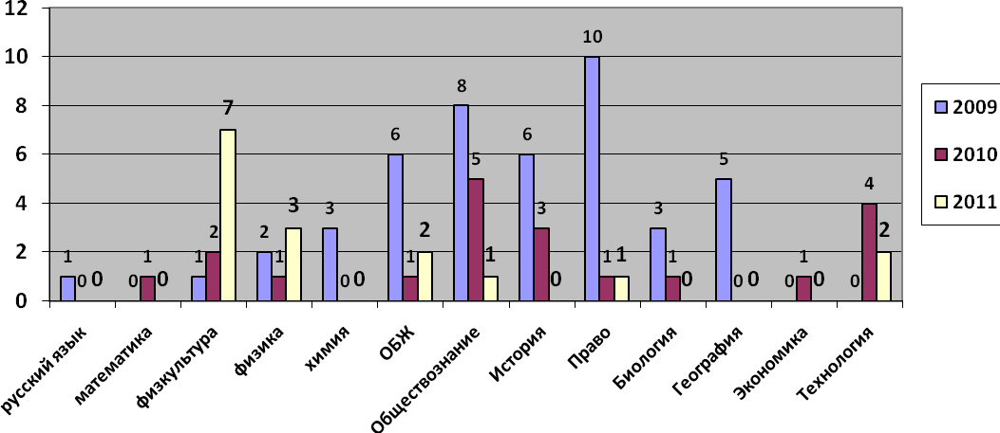 12
10
8
6
4
2
0
1 0 0
0 1 0
1 2 7
2 1 3
3 0 0
6 1 2
8 5 1
6 3 0
10 1 1
3 1 0
5 0 0
0 1 0
0 4 2
русский язык
математика
физкультура
физика
химия
ОБЖ
Обществознание
История
Право
Биология
География
Экономика
Технология
2009
2010
2011